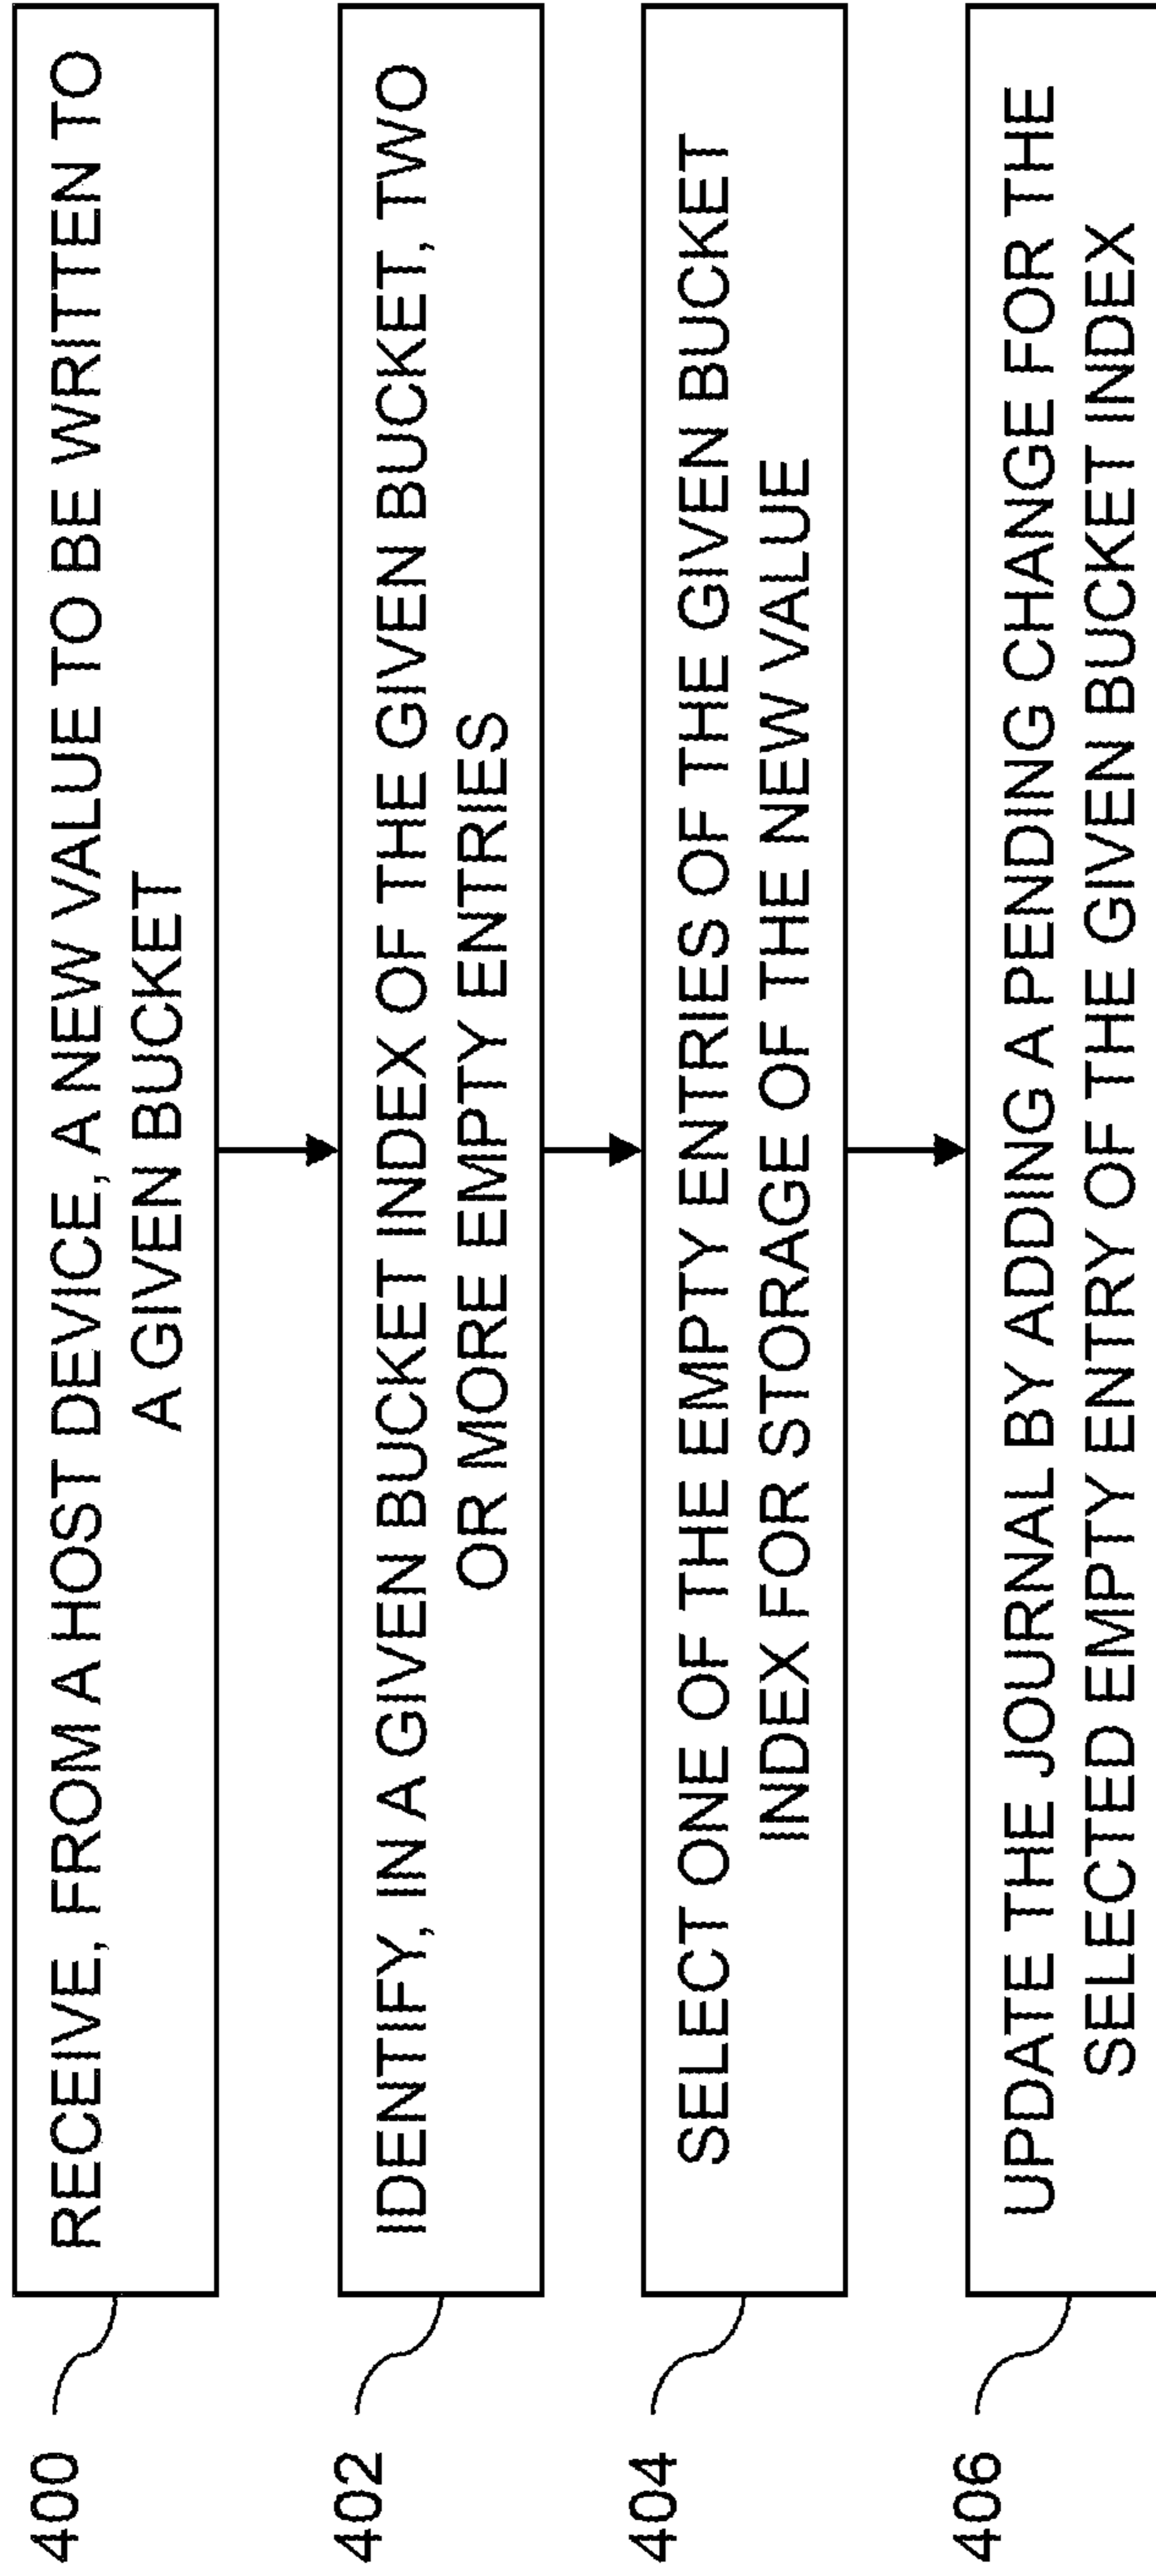 400
RECEIVE, FROM A HOST DEVICE, A NEW VALUE TO BE WRITTEN TO
A GIVEN BUCKET
402
IDENTIFY, IN A GIVEN BUCKET INDEX OF THE GIVEN BUCKET, TWO
OR MORE EMPTY ENTRIES
404
SELECT ONE OF THE EMPTY ENTRIES OF THE GIVEN BUCKET
INDEX FOR STORAGE OF THE NEW VALUE
406
UPDATE THE JOURNAL BY ADDING A PENDING CHANGE FOR THE
SELECTED EMPTY ENTRY OF THE GIVEN BUCKET INDEX